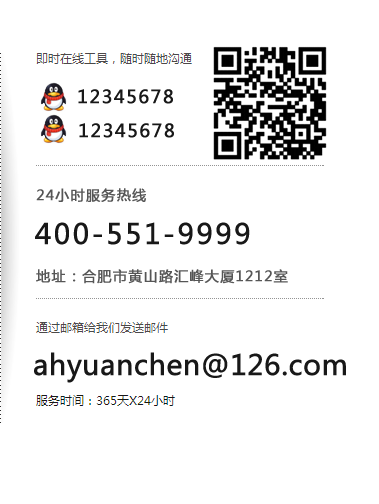 即时在线工具，随时随地沟通
12345678
12345678
24小时服务热线
400-551-9999
地址：合肥市黄山路汇峰大厦1212室
通过邮箱给我们发送邮件
ahyuanchen@126.com
服务时间：365天X24小时